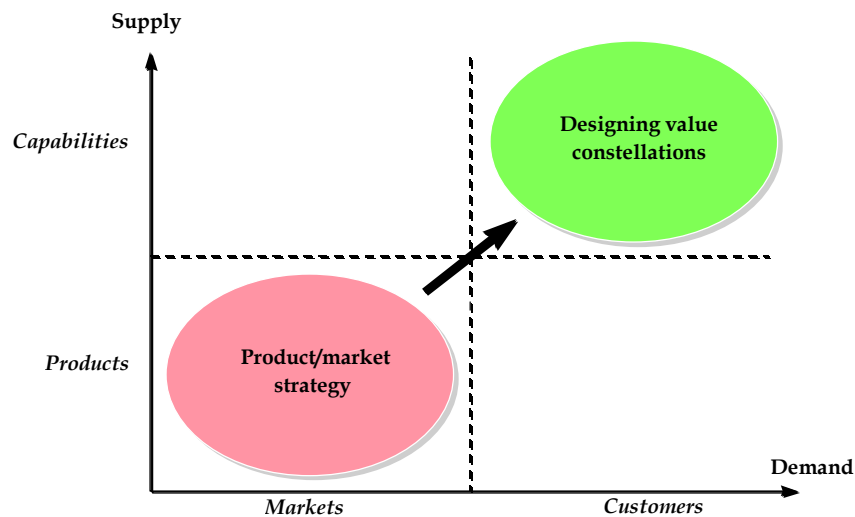 Supply
Capabilities
Designing value
constellations
Products
Product/market
strategy
Demand
Markets
Customers